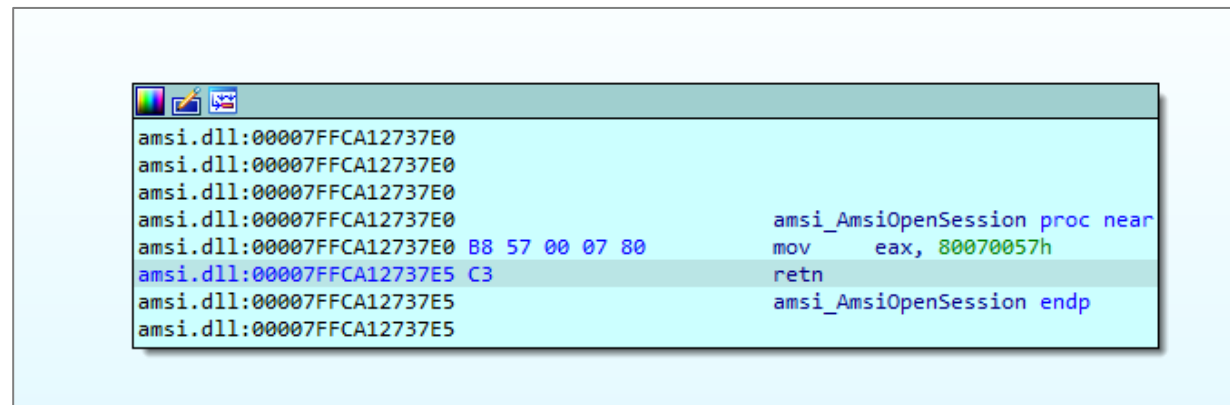 amsi.dll:00007FFCA12737E0
amsi.dll:00007FFCA12737E0
amsi.dll:00007FFCA12737E0
amsi.dll:00007FFCA12737E0 amsi_AmsiOpenSession proc near
amsi.dll:00007FFCA12737E0 B8 57 00 07 80 mov eax, 80070057h
amsi.dll:00007FFCA12737E5 C3 retn
amsi.dll:00007FFCA12737E5 amsi_AmsiOpenSession endp
amsi.dll:00007FFCA12737E5